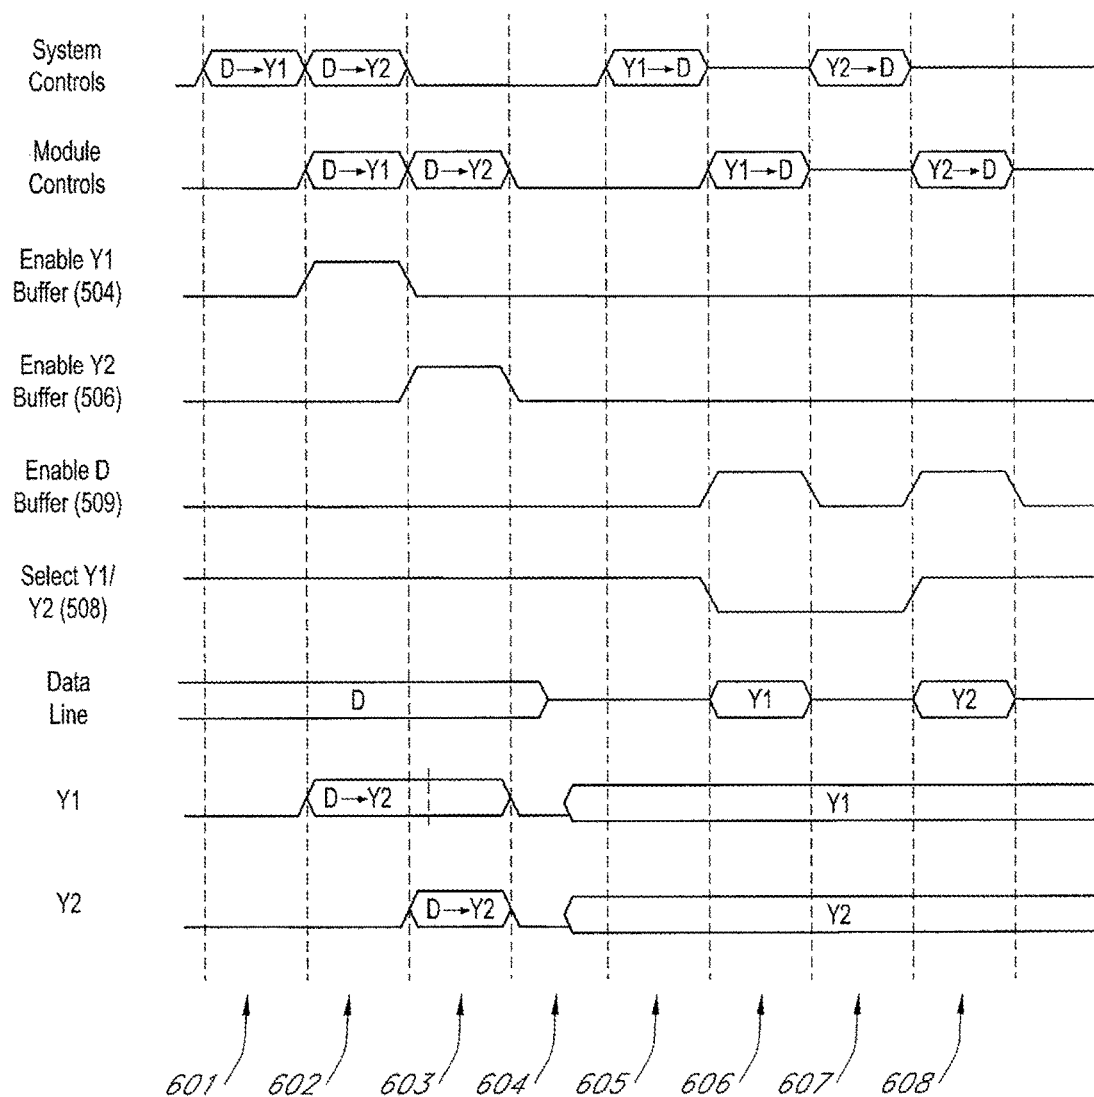 System
Controls
D→Y1
D→Y2
Y1→D
Y2→D
Module
Controls
D→Y1
D→Y2
Y1→D
Y2→D
Enable Y1
Buffer (504)
Enable Y2
Buffer (506)
Enable D
Buffer (509)
Select Y1/
Y2 (508)
Data
Line
D
Y1
Y2
Y1
D→Y2
Y1
Y2
D→Y2
Y2
601
602
603
604
605
606
607
608